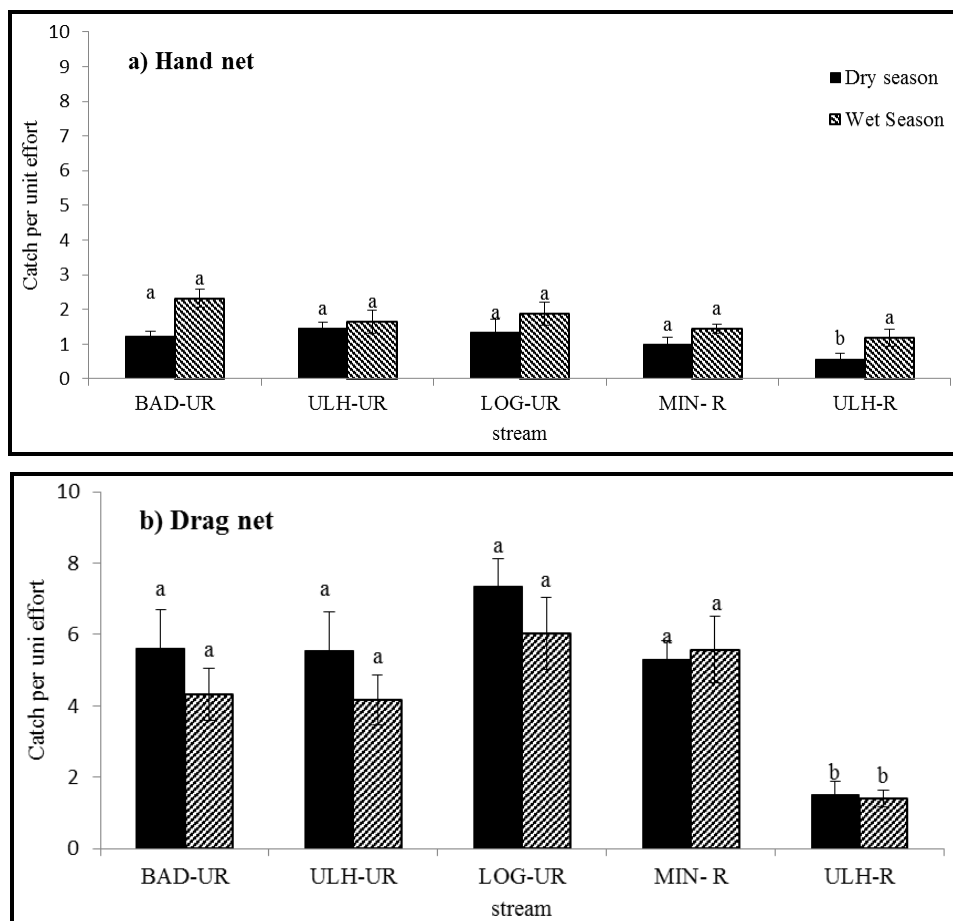 a) Hand net
Dry season
Wet Season
Catch per unit effort
10
9
8
7
6
5
4
3
2
1
0
a a a a a a a a b a
BAD-UR ULH-UR LOG-UR MIN- R ULH-R
stream
b) Drag net
Catch per uni effort
10
8
6
4
2
0
a a a a a a a a b b
BAD-UR ULH-UR LOG-UR MIN- R ULH-R
stream